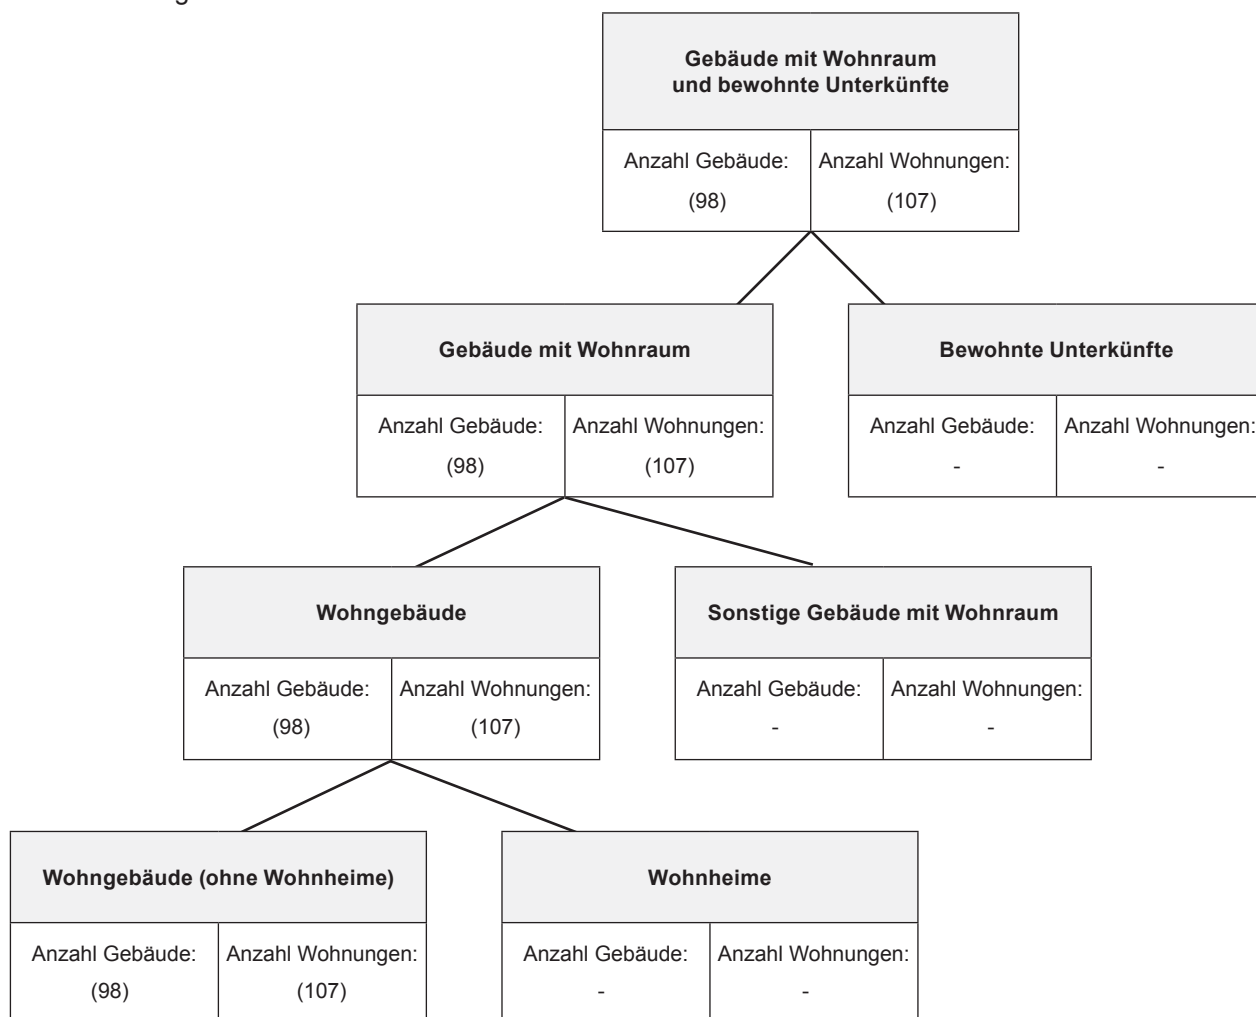 Gebäude mit Wohnraum
und bewohnte Unterkünfte
Anzahl Gebäude:
(98)
Anzahl Wohnungen:
(107)
Gebäude mit Wohnraum
Anzahl Gebäude:
(98)
Anzahl Wohnungen:
(107)
Bewohnte Unterkünfte
Anzahl Gebäude:
-
Anzahl Wohnungen:
-
Wohngebäude
Anzahl Gebäude:
(98)
Anzahl Wohnungen:
(107)
Sonstige Gebäude mit Wohnraum
Anzahl Gebäude:
-
Anzahl Wohnungen:
-
Wohngebäude (ohne Wohnheime)
Anzahl Gebäude:
(98)
Anzahl Wohnungen:
(107)
Wohnheime
Anzahl Gebäude:
-
Anzahl Wohnungen:
-